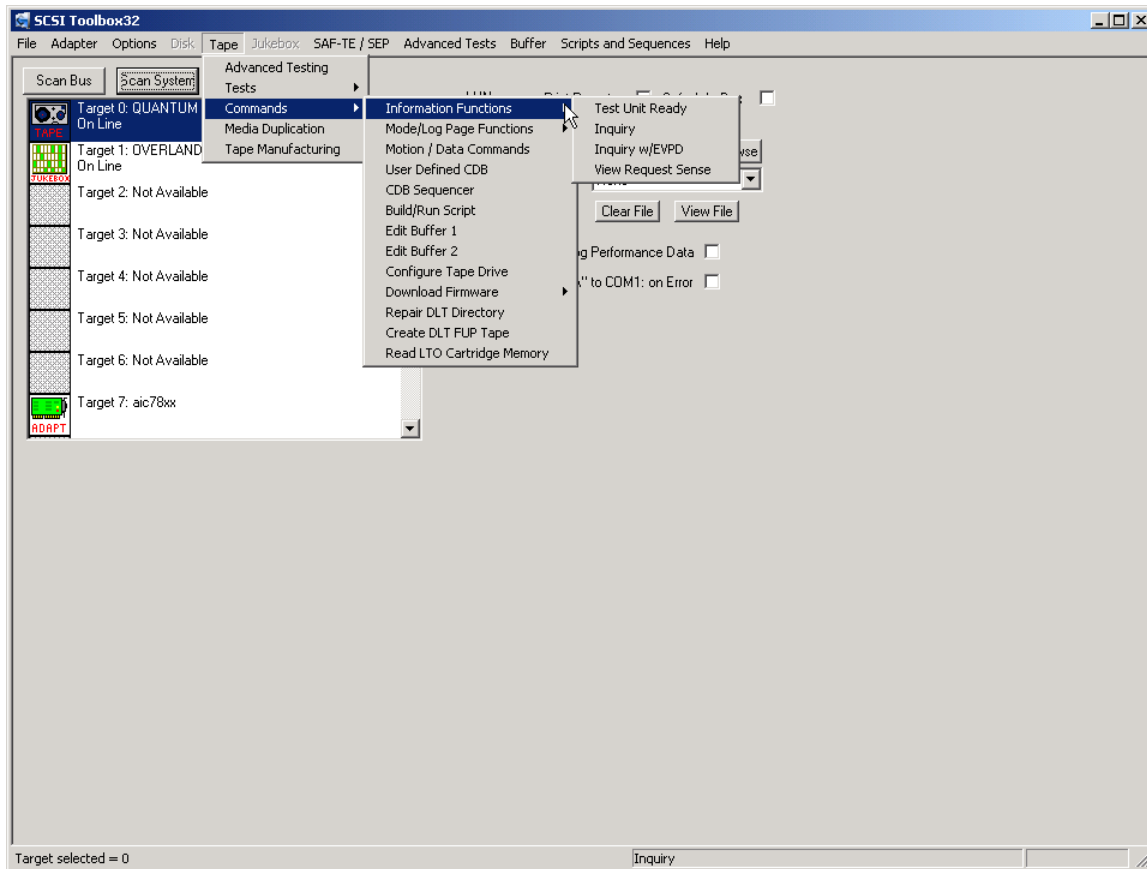 SCSI Toolbox32
File Adapter Options Disk Tape Jukebox SAF-TE / SEP Advanced Tests Buffer Scripts and Sequences Help
Scan Bus Scan System
Advanced Testing
Tests
Commands
Media Duplication
Tape Manufacturing
Information Functions
Mode/Log Page Functions
Motion / Data Commands
User Defined CDB
CDB Sequencer
Build/Run Script
Edit Buffer 1
Edit Buffer 2
Configure Tape Drive
Download Firmware
Repair DLT Directory
Create DLT FUP Tape
Read LTO Cartridge Memory
Test Unit Ready
Inquiry
Inquiry w/EVPD
View Request Sense
TAPE
Target 0: QUANTUM
On Line
JUKEBOX
Target 1: OVERLAND
On Line
Target 2: Not Available
Target 3: Not Available
Target 4: Not Available
Target 5: Not Available
Target 6: Not Available
ADAPT
Target 7: aic78xx
Clear File View File
Performance Data
to COM1: on Error
Target selected = 0
Inquiry